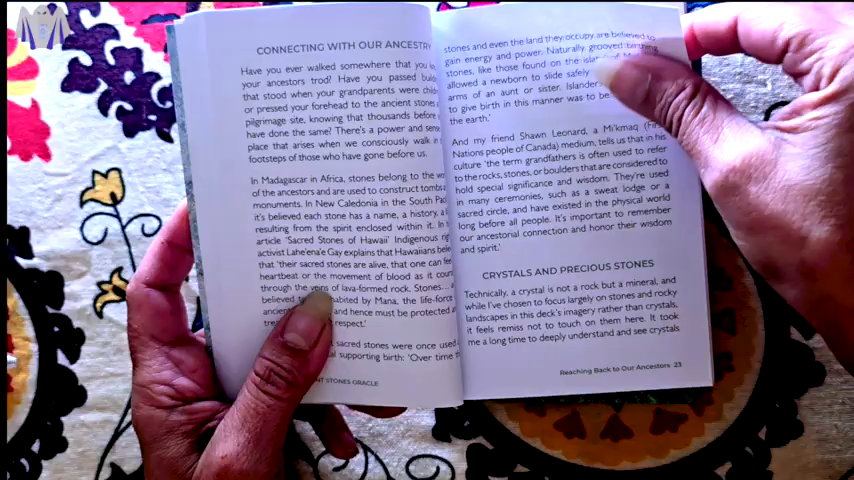 CONNECTING WITH OUR ANCESTRY
Have you ever walked somewhere that you
your ancestors trod? Have you passed
that stood when your grandparents were
or pressed your forehead to the ancient stones
pilgrimage site, knowing that thousands before
have done the same? There's a power and
place that arises when we consciously walk
footsteps of those who have gone before us.
In Madagascar in Africa, stones belong to the
of the ancestors and are used to construct tombs
monuments. In New Caledonia in the South
it's believed each stone has a name, a history, a
resulting from the spirit enclosed within it. In
article 'Sacred Stones of Hawaii' Indigenous
activist Lahe'ena'e Gay explains that Hawaiians
that 'their sacred stones are alive, that one can
heartbeat or the movement of blood as it
through the veins of lava-formed rock. Stones...
believed to inhabited by Mana, the life-force
and hence must be protected
respect.'
sacred stones were once used
supporting birth: 'Over time
STONES ORACLE
stones and even the land they occupy are believed to
gain energy and power. Naturally grooved birthing
stones, like those found on the
allowed a newborn to slide safely
arms of an aunt or sister.
to give birth in this manner was to be
the earth.'
And my friend Shawn Leonard, a Mi'kmaq
Nations people of Canada) medium, tells us that in his
culture 'the term grandfathers is often used to refer
to the rocks, stones, or boulders that are considered to
hold special significance and wisdom. They're used
in many ceremonies, such as a sweat lodge or a
sacred circle, and have existed in the physical world
long before all people. It's important to remember
our ancestorial connection and honor their wisdom
and spirit.'
CRYSTALS AND PRECIOUS STONES
Technically, a crystal is not a rock but a mineral, and
while I've chosen to focus largely on stones and rocky
landscapes in this deck's imagery rather than crystals,
it feels remiss not to touch on them here. It took
me a long time to deeply understand and see crystals
Reaching Back to Our Ancestors 23